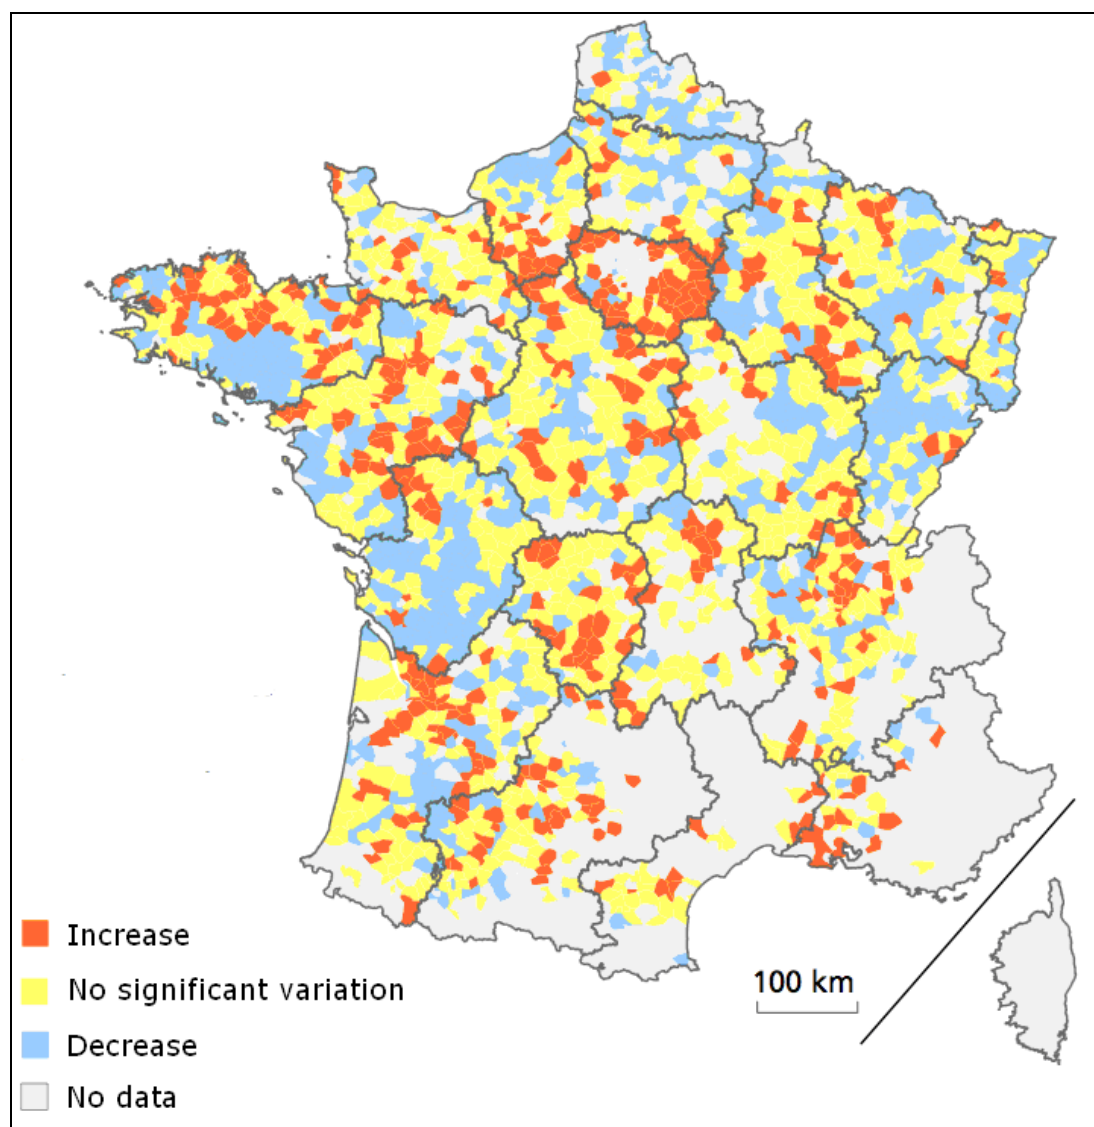 Increase
No significant variation
Decrease
No data
100 km